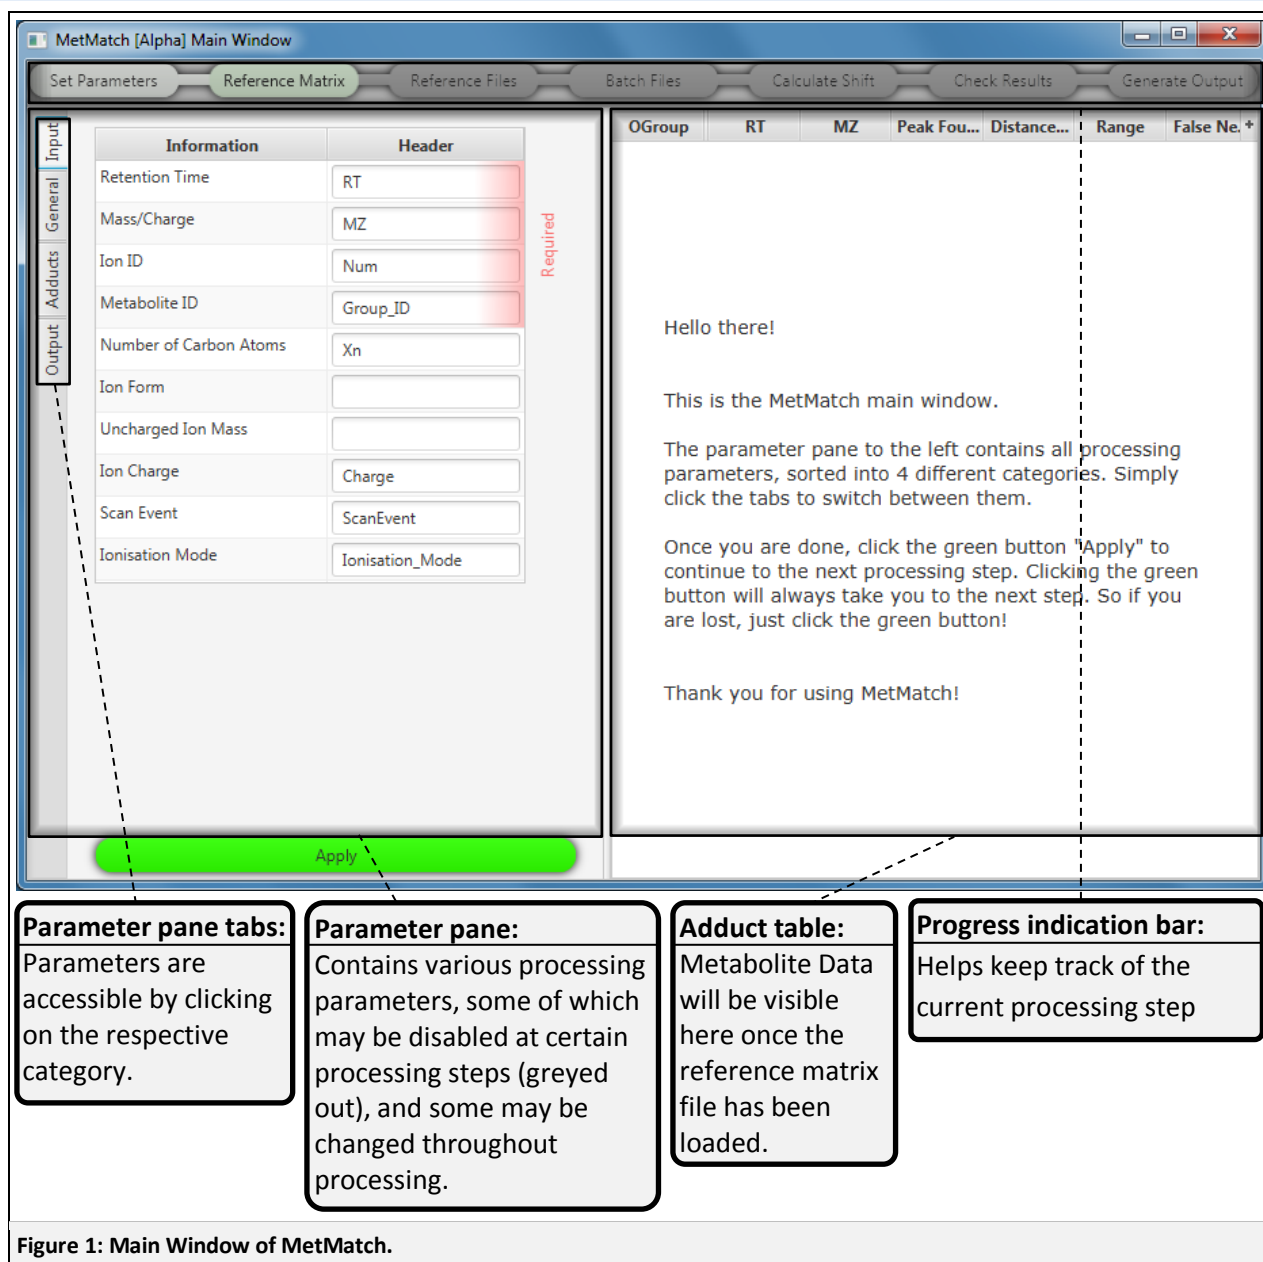 MetMatch [Alpha] Main Window
Set Parameters Reference Matrix Reference Files Batch Files Calculate Shift Check Results Generate Output
Input
General
Adducts
Output
Information Header
Retention Time RT
Mass/Charge MZ
Ion ID Num
Metabolite ID Group_ID
Number of Carbon Atoms Xn
Ion Form
Uncharged Ion Mass
Ion Charge Charge
Scan Event ScanEvent
Ionisation Mode Ionisation_Mode
Required
Apply
OGroup RT MZ Peak Fou... Distance... Range False Ne. +
Hello there!
This is the MetMatch main window.
The parameter pane to the left contains all processing
parameters, sorted into 4 different categories. Simply
click the tabs to switch between them.
Once you are done, click the green button "Apply" to
continue to the next processing step. Clicking the green
button will always take you to the next step. So if you
are lost, just click the green button!
Thank you for using MetMatch!
Parameter pane tabs:
Parameters are
accessible by clicking
on the respective
category.
Parameter pane:
Contains various processing
parameters, some of which
may be disabled at certain
processing steps (greyed
out), and some may be
changed throughout
processing.
Adduct table:
Metabolite Data
will be visible
here once the
reference matrix
file has been
loaded.
Progress indication bar:
Helps keep track of the
current processing step
Figure 1: Main Window of MetMatch.